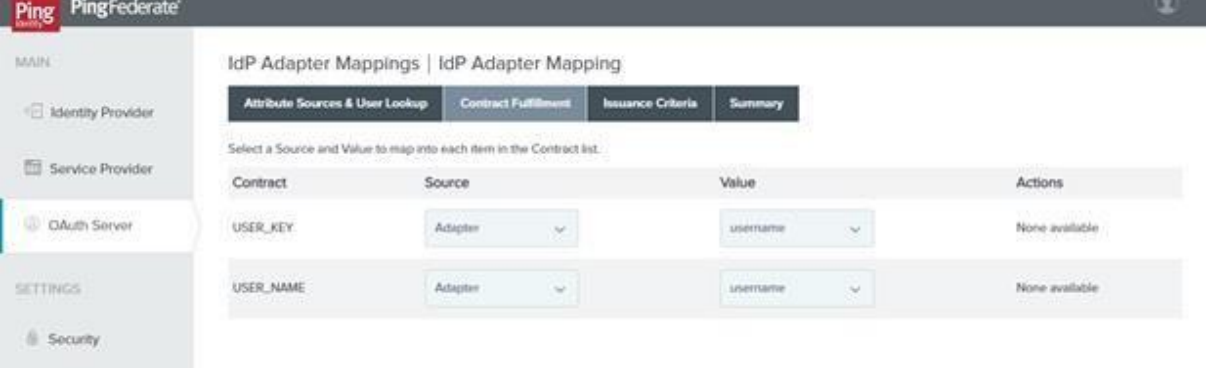 Ping
Identity
PingFederate
MAIN
Identity Provider
Service Provider
OAuth Server
SETTINGS
Security
IdP Adapter Mappings | IdP Adapter Mapping
Attribute Sources & User Lookup Contract Fulfillment Issuance Criteria Summary
Select a Source and Value to map into each item in the Contract list.
Contract Source Value Actions
USER_KEY Adapter username None available
USER_NAME Adapter username None available